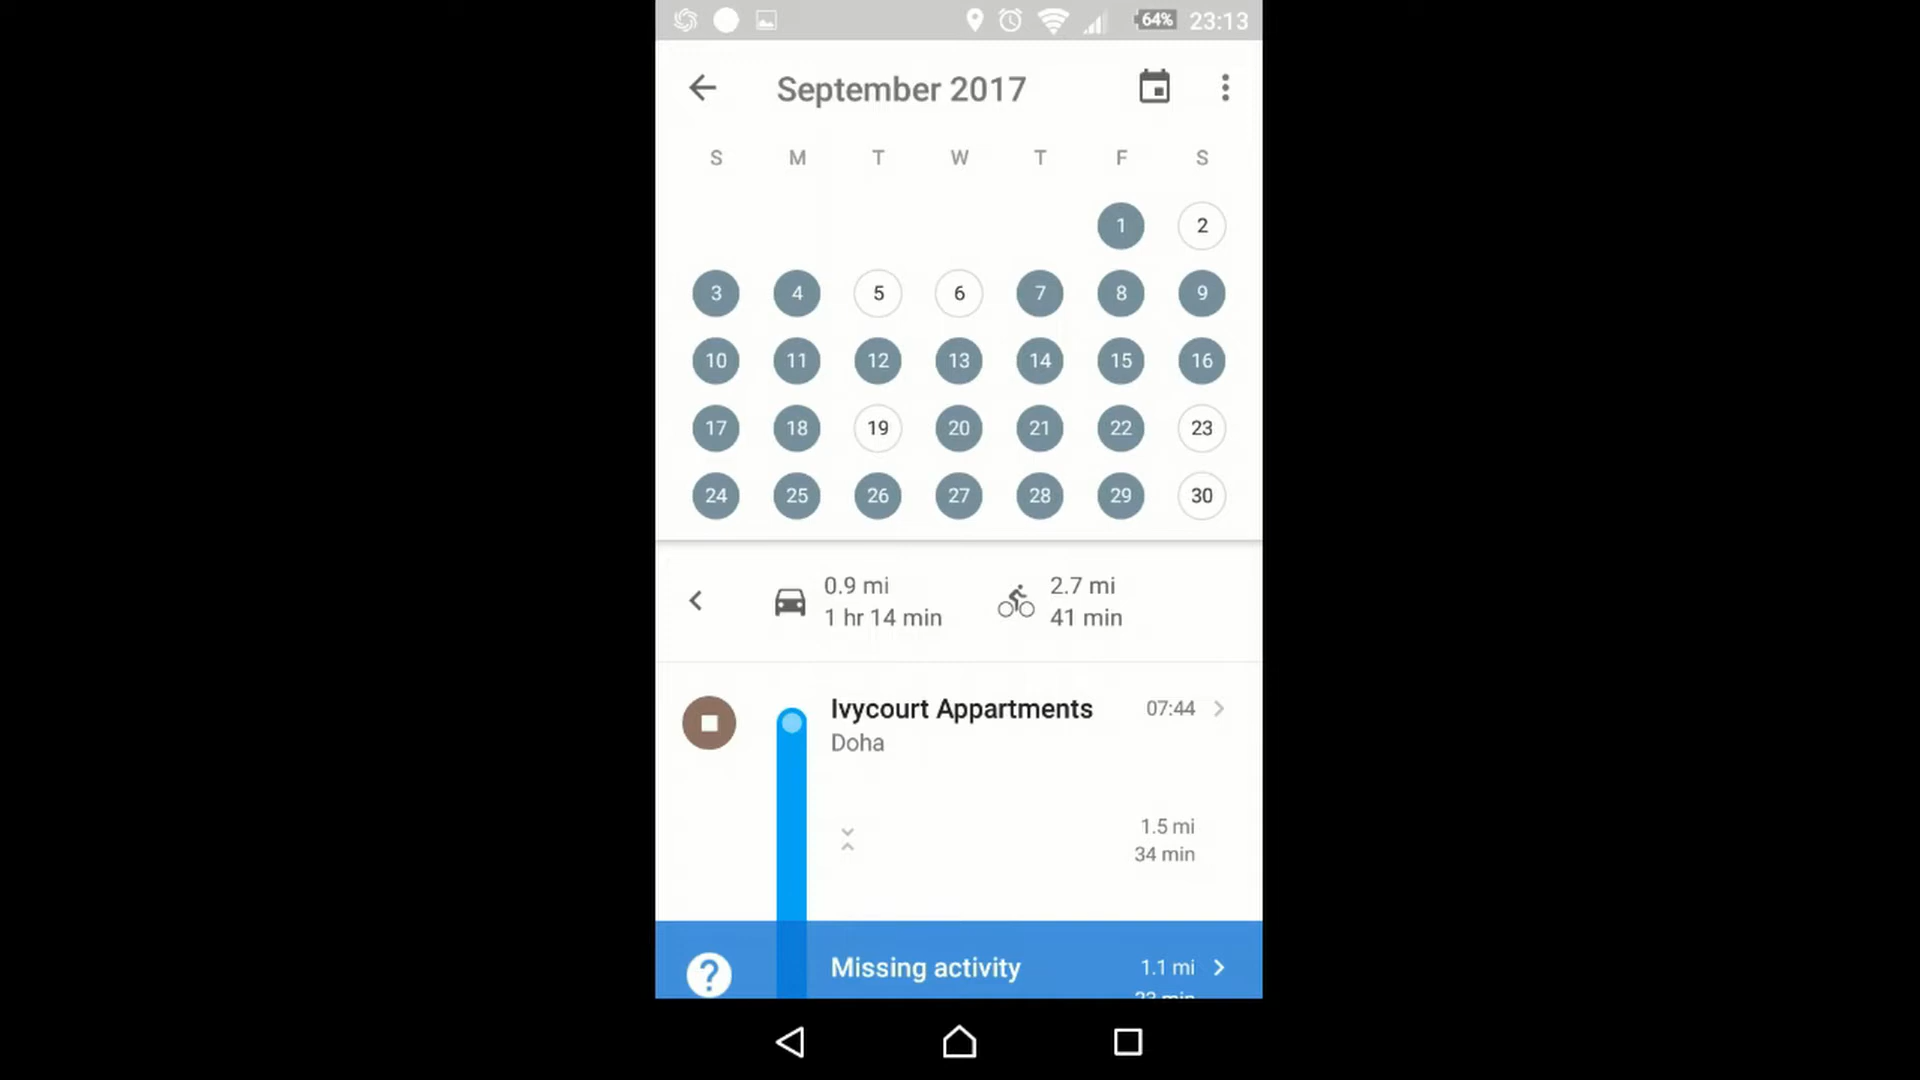 64% 23:13
September 2017
S M T W T F S
1 2
3 4 5 6 7 8 9
10 11 12 13 14 15 16
17 18 19 20 21 22 23
24 25 26 27 28 29 30
0.9 mi 2.7 mi
1 hr 14 min 41 min
Ivycourt Appartments 07:44
Doha
1.5 mi
34 min
? Missing activity 1.1 mi